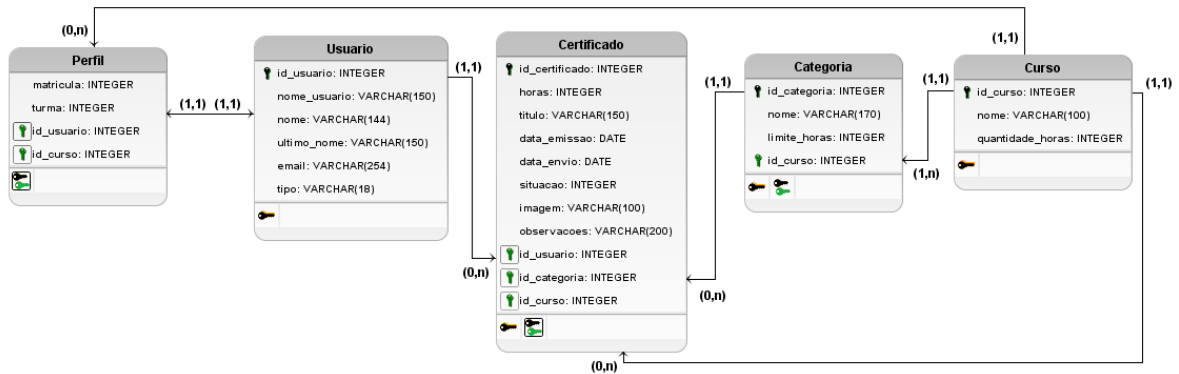 (0,n)
(1,1)
Perfil
matricula: INTEGER
turma: INTEGER
id_usuario: INTEGER
id_curso: INTEGER
(1,1) (1,1)
Usuario
id_usuario: INTEGER
nome_usuario: VARCHAR(150)
nome: VARCHAR(144)
ultimo_nome: VARCHAR(150)
email: VARCHAR(254)
tipo: VARCHAR(18)
(1,1)
(0,n)
Certificado
id_certificado: INTEGER
horas: INTEGER
titulo: VARCHAR(150)
data_emissao: DATE
data_envio: DATE
situacao: INTEGER
imagem: VARCHAR(100)
observacoes: VARCHAR(200)
id_usuario: INTEGER
id_categoria: INTEGER
id_curso: INTEGER
(1,1)
(0,n)
Categoria
id_categoria: INTEGER
nome: VARCHAR(170)
limite_horas: INTEGER
id_curso: INTEGER
(1,1)
(1,n)
Curso
id_curso: INTEGER
nome: VARCHAR(100)
quantidade_horas: INTEGER
(1,1)
(0,n)